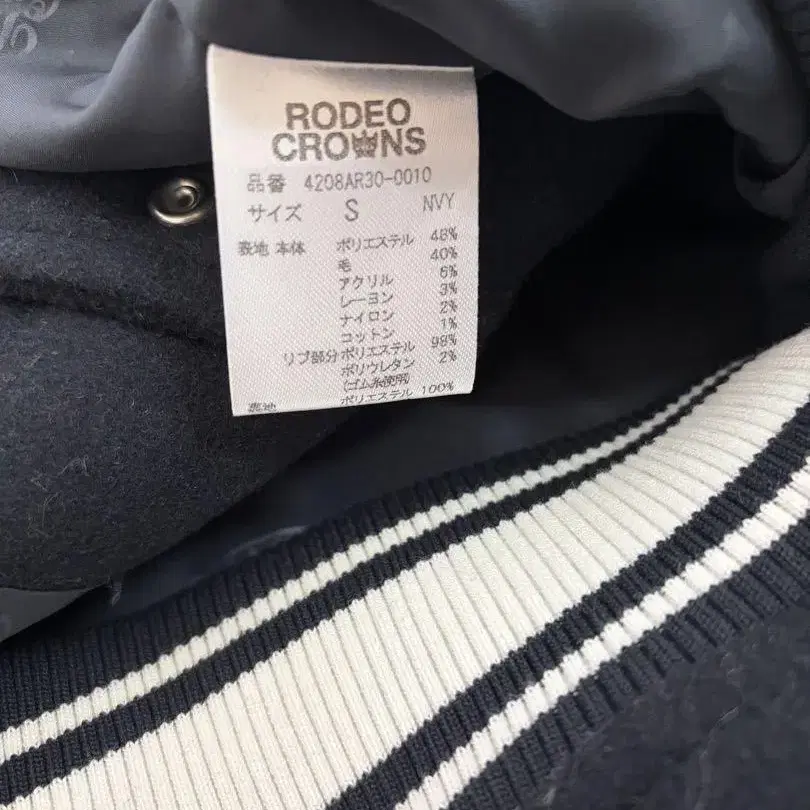 RODEO
CROWNS
品番 4208AR30-0010
サイズ S NVY
表地 本体 ポリエステル 48%
毛 40%
アクリル 6%
レーヨン 3%
ナイロン 2%
コットン 1%
リブ部分 ポリエステル 98%
ポリウレタン 2%
(ゴム糸使用)
裏地 ポリエステル 100%